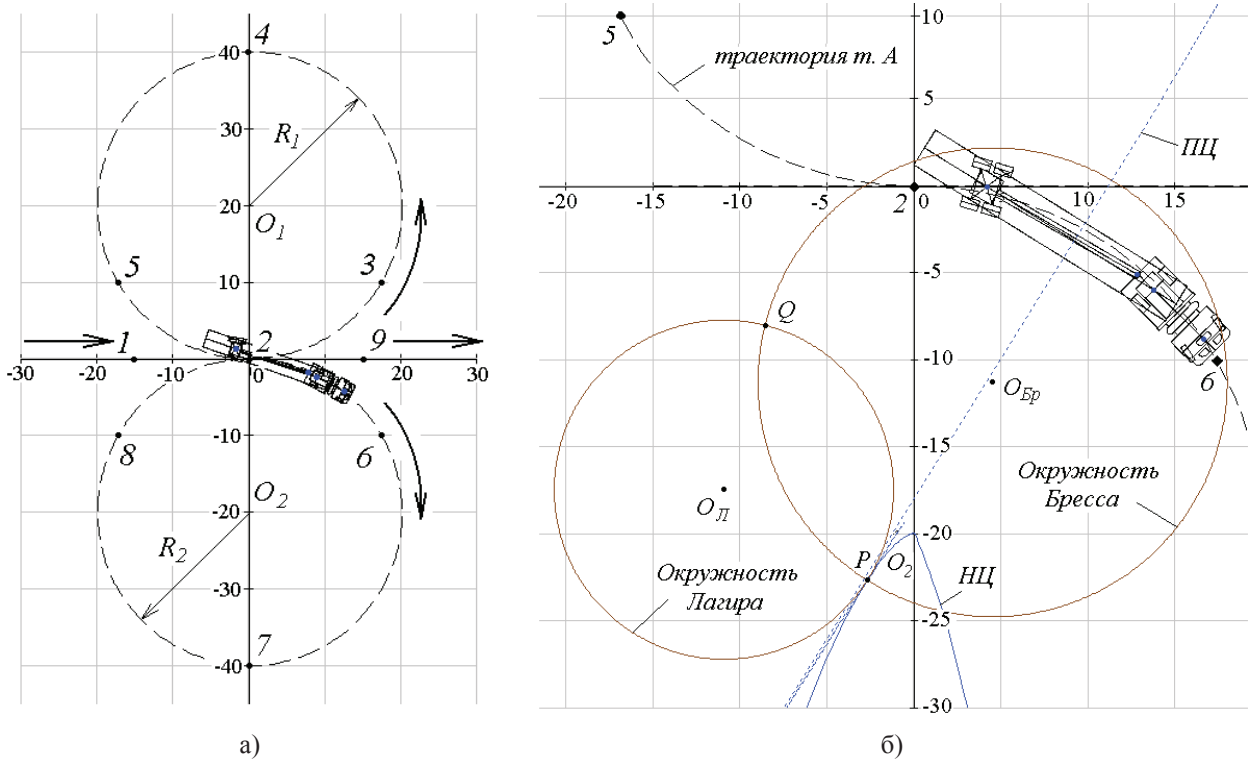 4
40
30
R1
20
O1
5
3
10
1
2
9
-30
-20
-10
0
10
20
30
-10
8
6
O2
-20
R2
-30
7
-40
а)
10
5
траектория т. А
5
ПЦ
-20
-15
-10
-5
2
0
10
15
-5
Q
-10
6
OБр
-15
Окружность
Бресса
OЛ
-20
P
O2
НЦ
Окружность
Лагира
-25
-30
б)